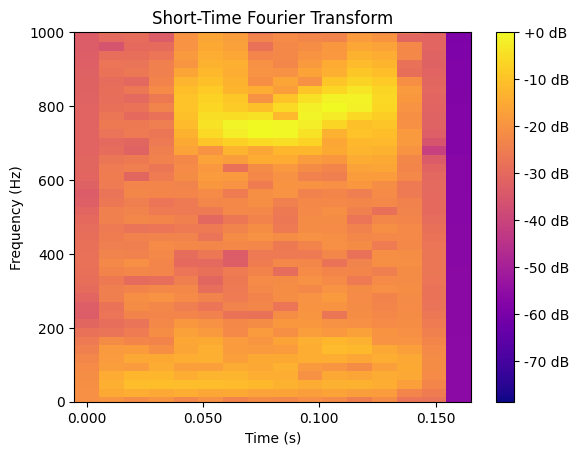 Short-Time Fourier Transform
1000
800
600
400
200
0
Frequency (Hz)
0.000
0.050
0.100
0.150
Time (s)
+0 dB
-10 dB
-20 dB
-30 dB
-40 dB
-50 dB
-60 dB
-70 dB